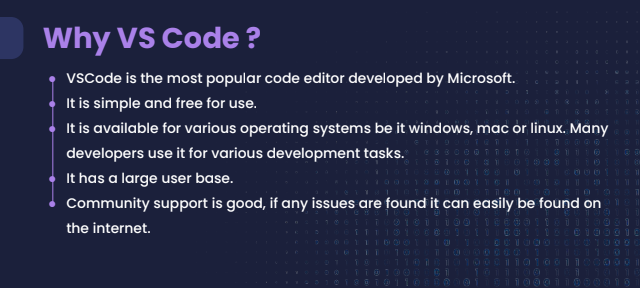 Why VS Code ?
VSCode is the most popular code editor developed by Microsoft.
It is simple and free for use.
It is available for various operating systems be it windows, mac or linux. Many
developers use it for various development tasks.
It has a large user base.
Community support is good, if any issues are found it can easily be found on
the internet.